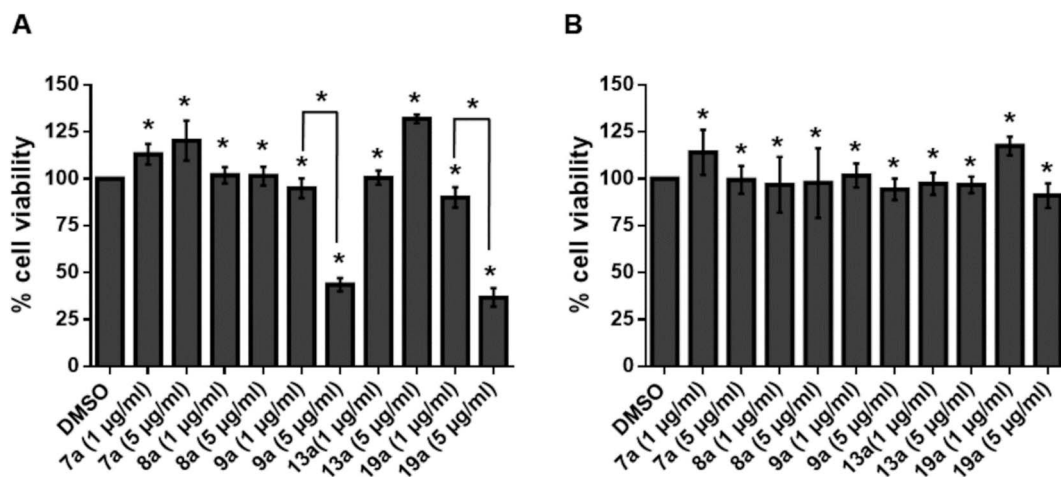 A
% cell viability
150
125
100
75
50
25
0
* * * * * * * * * * * *
DMSO
7a (1 µg/ml)
7a (5 µg/ml)
8a (1 µg/ml)
8a (5 µg/ml)
9a (1 µg/ml)
9a (5 µg/ml)
13a(1 µg/ml)
13a (5 µg/ml)
19a (1 µg/ml)
19a (5 µg/ml)
B
% cell viability
150
125
100
75
50
25
0
* * * * * * * * * *
DMSO
7a (1 µg/ml)
7a (5 µg/ml)
8a (1 µg/ml)
8a (5 µg/ml)
9a (1 µg/ml)
9a (5 µg/ml)
13a(1 µg/ml)
13a (5 µg/ml)
19a (1 µg/ml)
19a (5 µg/ml)